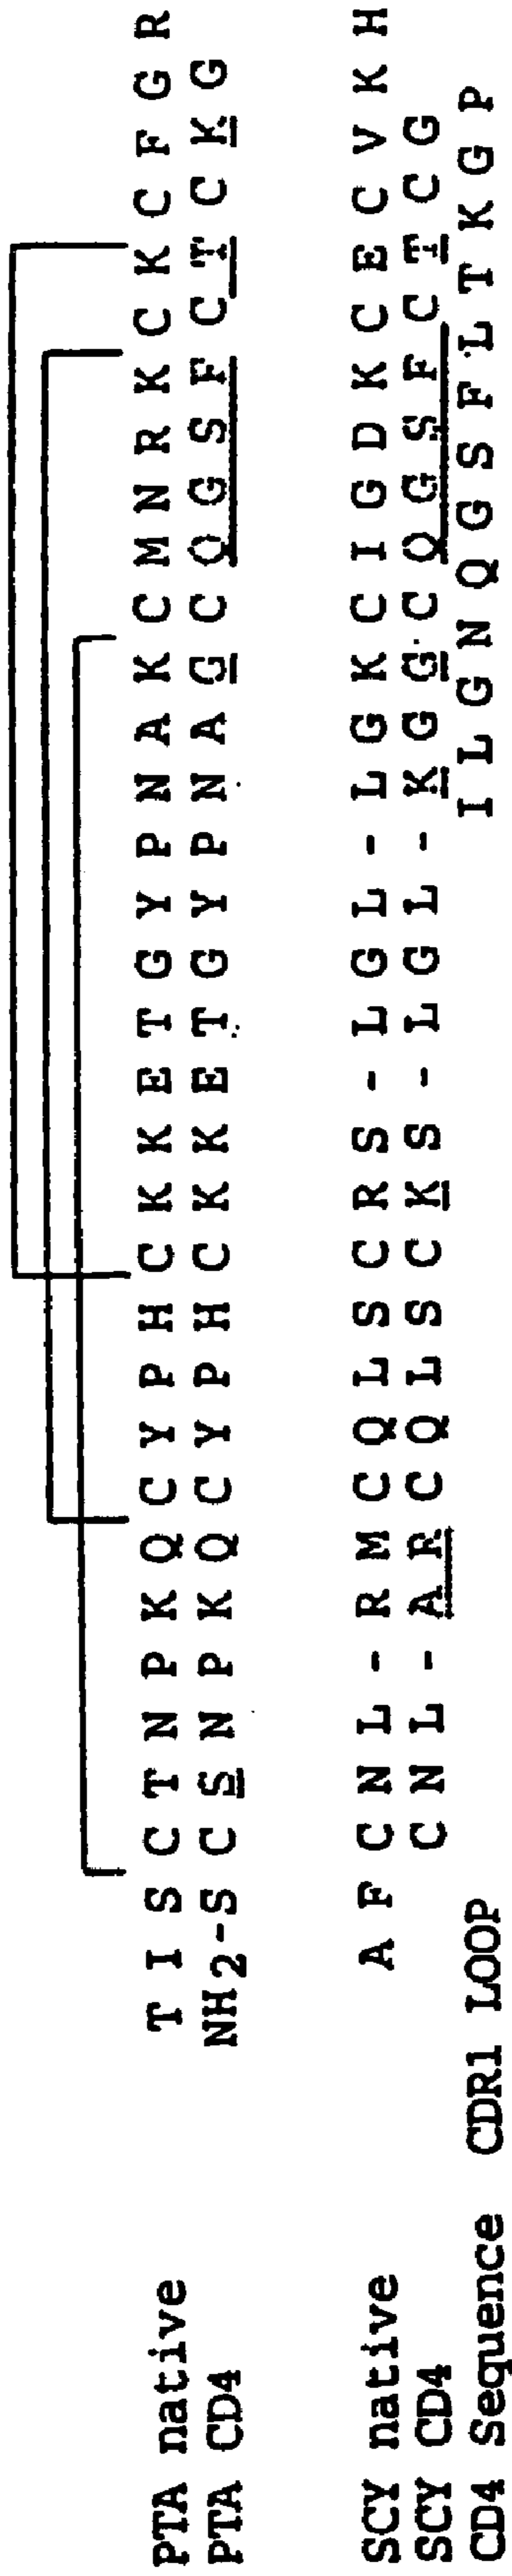 PTA native T I S C T N P K Q C Y P H C K K E T G Y P N A K C M N R K C K C F G R
PTA CD4 NH2-S C S N P K Q C Y P H C K K E T G Y P N A G C Q G S F C T C K G
SCY native A F C N L - R M C Q L S C R S - L G L - L G K C I G D K C E C V K H
SCY CD4 C N L - A R C Q L S C K S - L G L - K G G C Q G S F C T C G
CD4 Sequence CDR1 LOOP I L G N Q G S F L T K G P